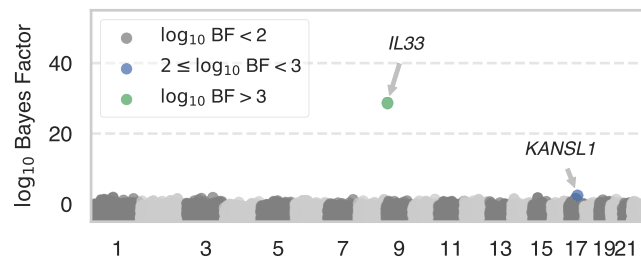 log₁₀ Bayes Factor
40
20
0
log₁₀ BF < 2
2 ≤ log₁₀ BF < 3
log₁₀ BF > 3
IL33
KANSL1
1 3 5 7 9 11 13 15 17 19 21